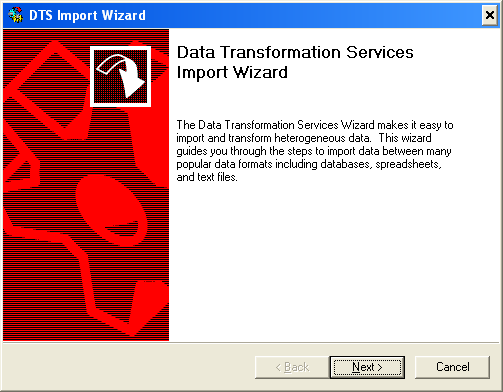 DTS Import Wizard
Data Transformation Services
Import Wizard
The Data Transformation Services Wizard makes it easy to
import and transform heterogeneous data. This wizard
guides you through the steps to import data between many
popular data formats including databases, spreadsheets,
and text files.
< Back
Next >
Cancel